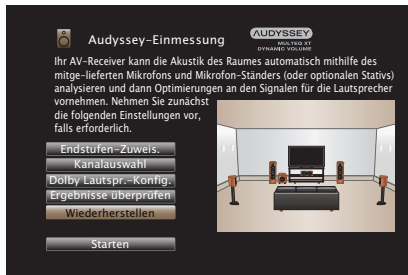 Audyssey-Einmessung
AUDYSSEY
MULTEQ XT
DYNAMIC VOLUME
Ihr AV-Receiver kann die Akustik des Raumes automatisch mithilfe des
mitge-lieferten Mikrofons und Mikrofon-Ständers (oder optionalen Stativs)
analysieren und dann Optimierungen an den Signalen für die Lautsprecher
vornehmen. Nehmen Sie zunächst
die folgenden Einstellungen vor,
falls erforderlich.
Endstufen-Zuweis.
Kanalauswahl
Dolby Lautspr.-Konfig.
Ergebnisse überprüfen
Wiederherstellen
Starten